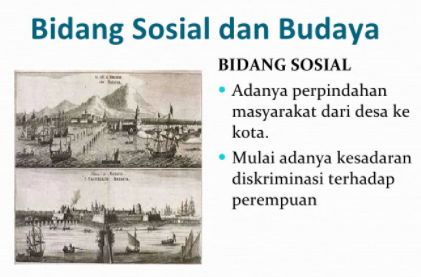 Bidang Sosial dan Budaya
BIDANG SOSIAL
• Adanya perpindahan
masyarakat dari desa ke
kota.
• Mulai adanya kesadaran
diskriminasi terhadap
perempuan